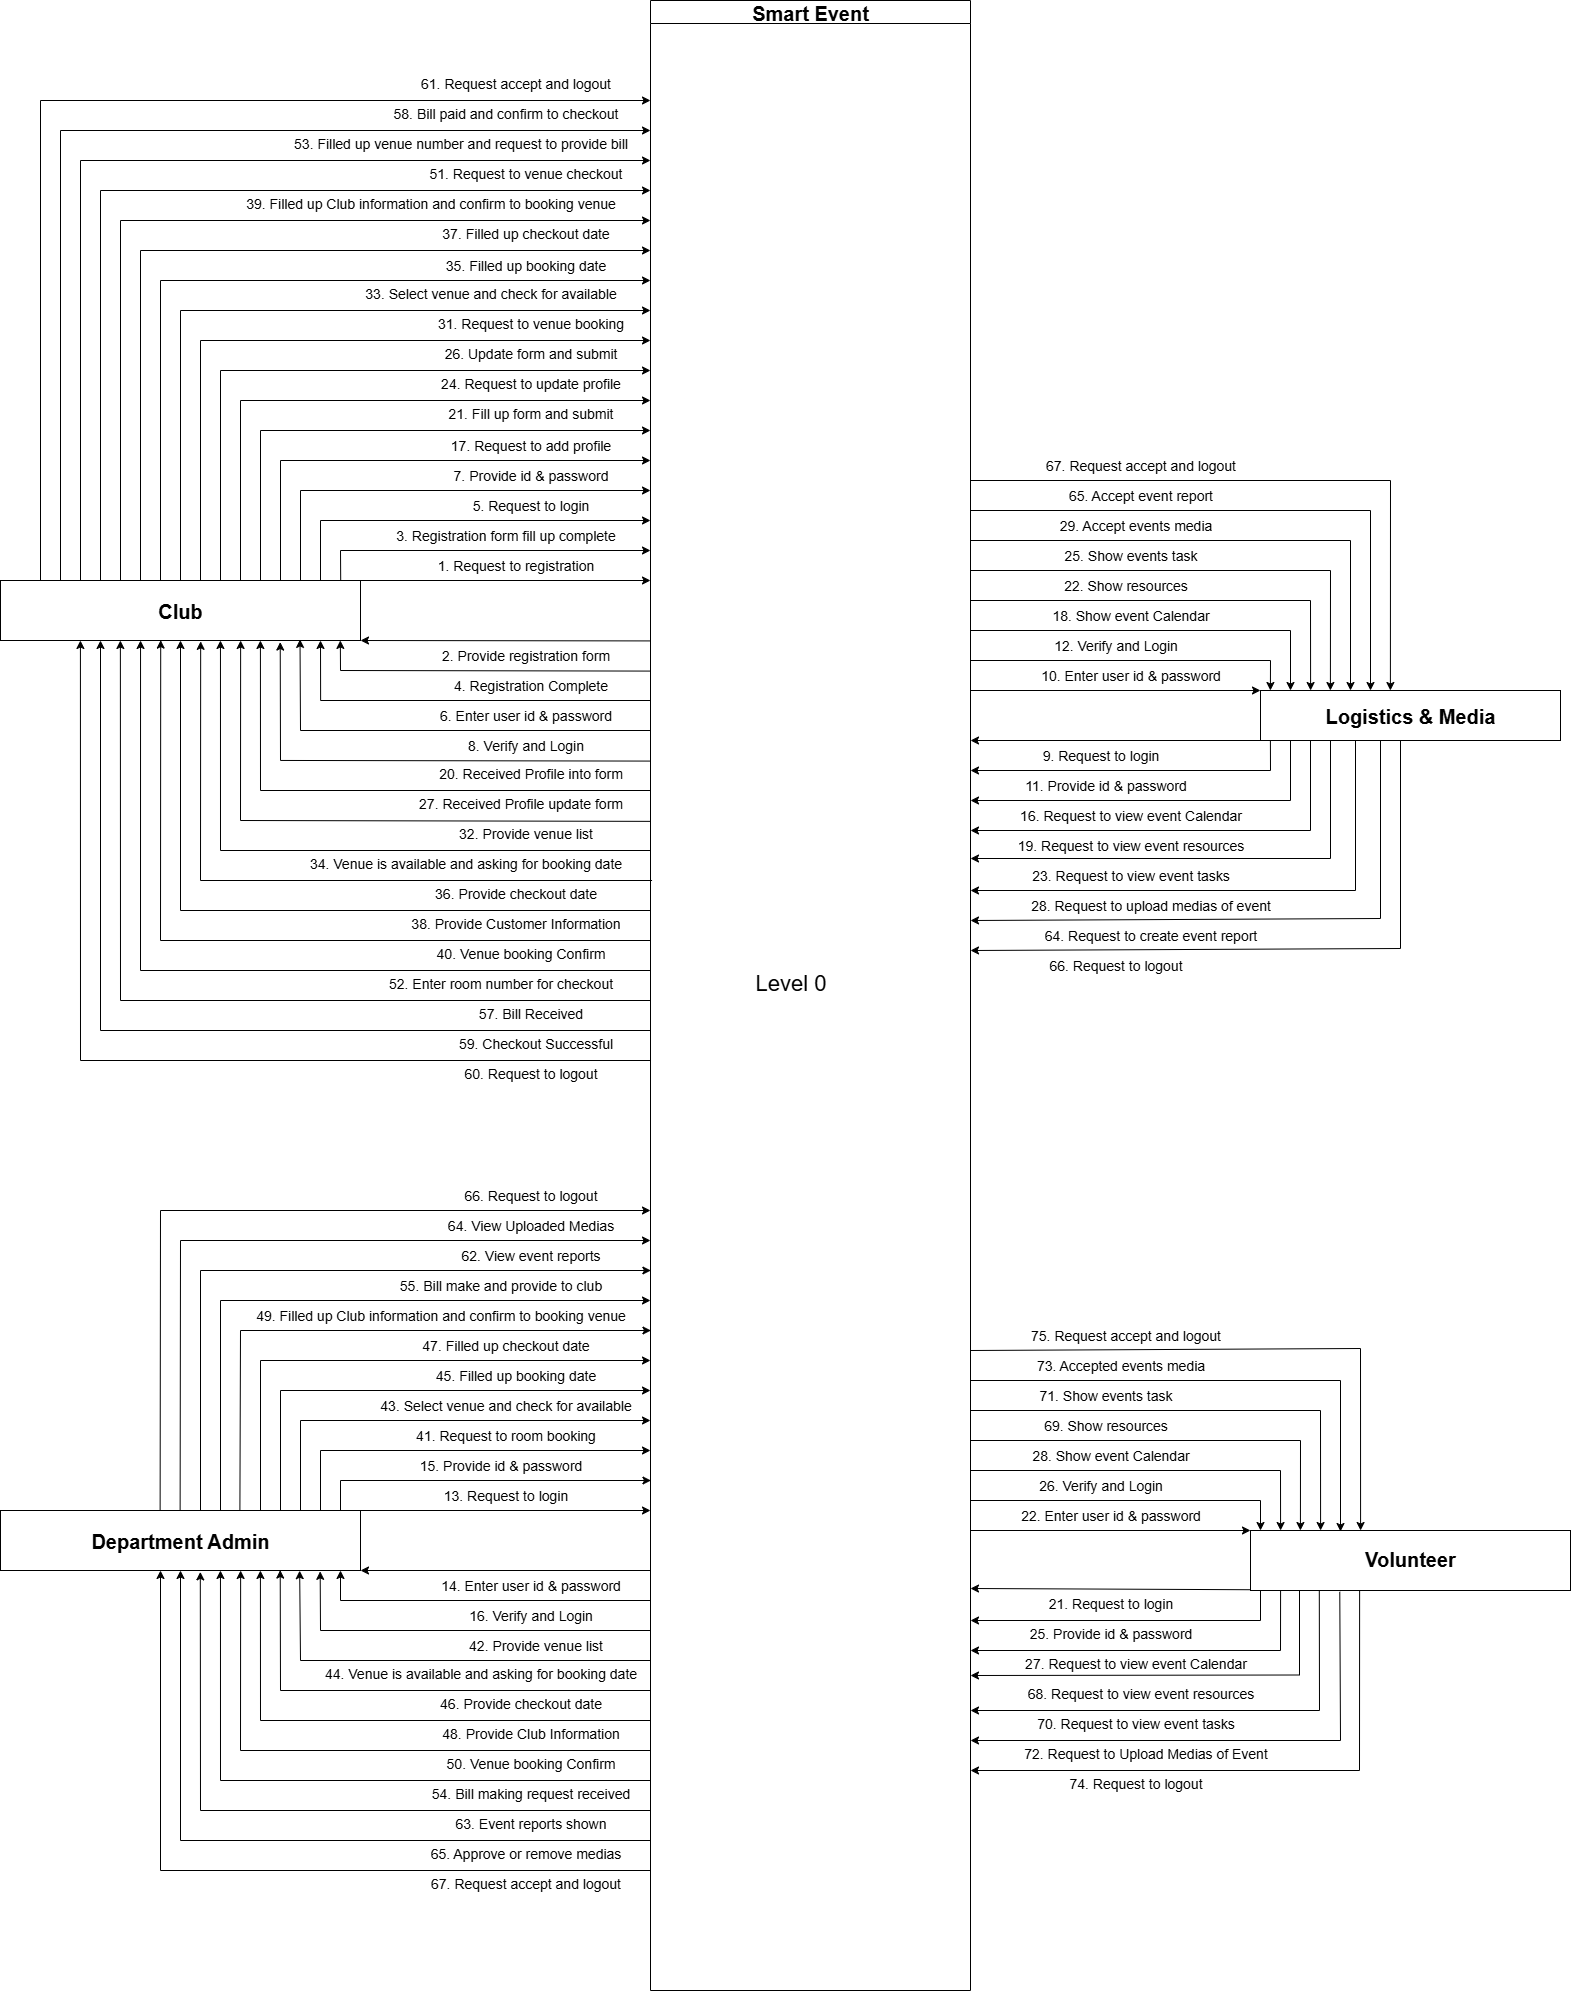 Smart Event
61. Request accept and logout
58. Bill paid and confirm to checkout
53. Filled up venue number and request to provide bill
51. Request to venue checkout
39. Filled up Club information and confirm to booking venue
37. Filled up checkout date
35. Filled up booking date
33. Select venue and check for available
31. Request to venue booking
26. Update form and submit
24. Request to update profile
21. Fill up form and submit
17. Request to add profile
7. Provide id & password
5. Request to login
3. Registration form fill up complete
1. Request to registration
Club
2. Provide registration form
4. Registration Complete
6. Enter user id & password
8. Verify and Login
20. Received Profile into form
27. Received Profile update form
32. Provide venue list
34. Venue is available and asking for booking date
36. Provide checkout date
38. Provide Customer Information
40. Venue booking Confirm
52. Enter room number for checkout
57. Bill Received
59. Checkout Successful
60. Request to logout
67. Request accept and logout
65. Accept event report
29. Accept events media
25. Show events task
22. Show resources
18. Show event Calendar
12. Verify and Login
10. Enter user id & password
Logistics & Media
9. Request to login
11. Provide id & password
16. Request to view event Calendar
19. Request to view event resources
23. Request to view event tasks
28. Request to upload medias of event
64. Request to create event report
66. Request to logout
Level 0
66. Request to logout
64. View Uploaded Medias
62. View event reports
55. Bill make and provide to club
49. Filled up Club information and confirm to booking venue
47. Filled up checkout date
45. Filled up booking date
43. Select venue and check for available
41. Request to room booking
15. Provide id & password
13. Request to login
Department Admin
14. Enter user id & password
16. Verify and Login
42. Provide venue list
44. Venue is available and asking for booking date
46. Provide checkout date
48. Provide Club Information
50. Venue booking Confirm
54. Bill making request received
63. Event reports shown
65. Approve or remove medias
67. Request accept and logout
75. Request accept and logout
73. Accepted events media
71. Show events task
69. Show resources
28. Show event Calendar
26. Verify and Login
22. Enter user id & password
Volunteer
21. Request to login
25. Provide id & password
27. Request to view event Calendar
68. Request to view event resources
70. Request to view event tasks
72. Request to Upload Medias of Event
74. Request to logout